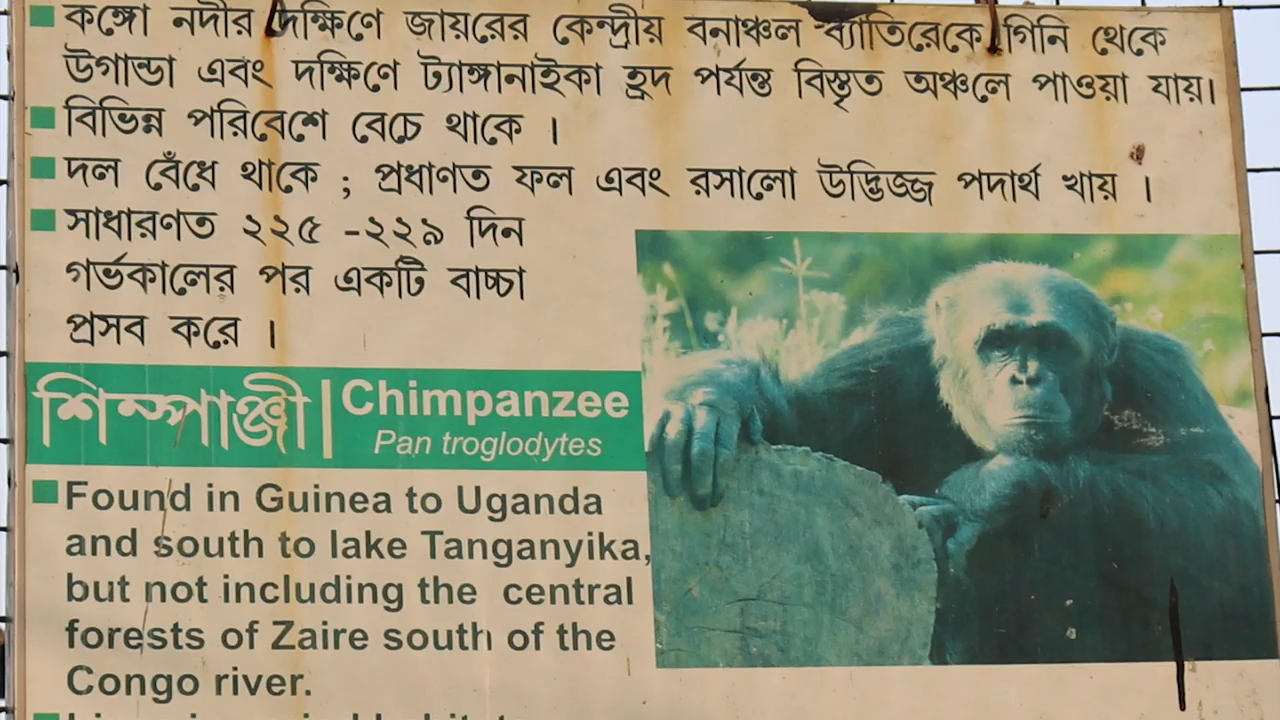 কঙ্গো নদীর দক্ষিণে জায়রের কেন্দ্রীয় বনাঞ্চল ব্যাতিরেকে গিনি থেকে
উগান্ডা এবং দক্ষিণে ট্যাঙ্গানাইকা হ্রদ পর্যন্ত বিস্তৃত অঞ্চলে পাওয়া যায়।
বিভিন্ন পরিবেশে বেচে থাকে ।
দল বেঁধে থাকে ; প্রধাণত ফল এবং রসালো উদ্ভিজ্জ পদার্থ খায় ।
সাধারণত ২২৫ -২২৯ দিন
গর্ভকালের পর একটি বাচ্চা
প্রসব করে ।
শিম্পাঞ্জী | Chimpanzee
Pan troglodytes
Found in Guinea to Uganda
and south to lake Tanganyika,
but not including the central
forests of Zaire south of the
Congo river.